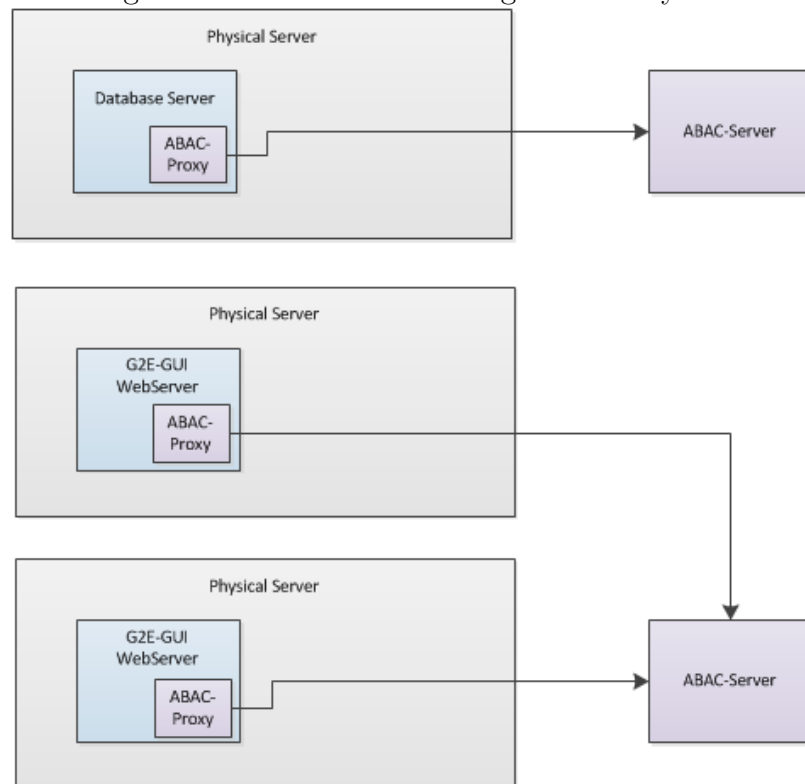 Physical Server
Database Server
ABAC-
Proxy
ABAC-Server
Physical Server
G2E-GUI
WebServer
ABAC-
Proxy
Physical Server
G2E-GUI
WebServer
ABAC-
Proxy
ABAC-Server